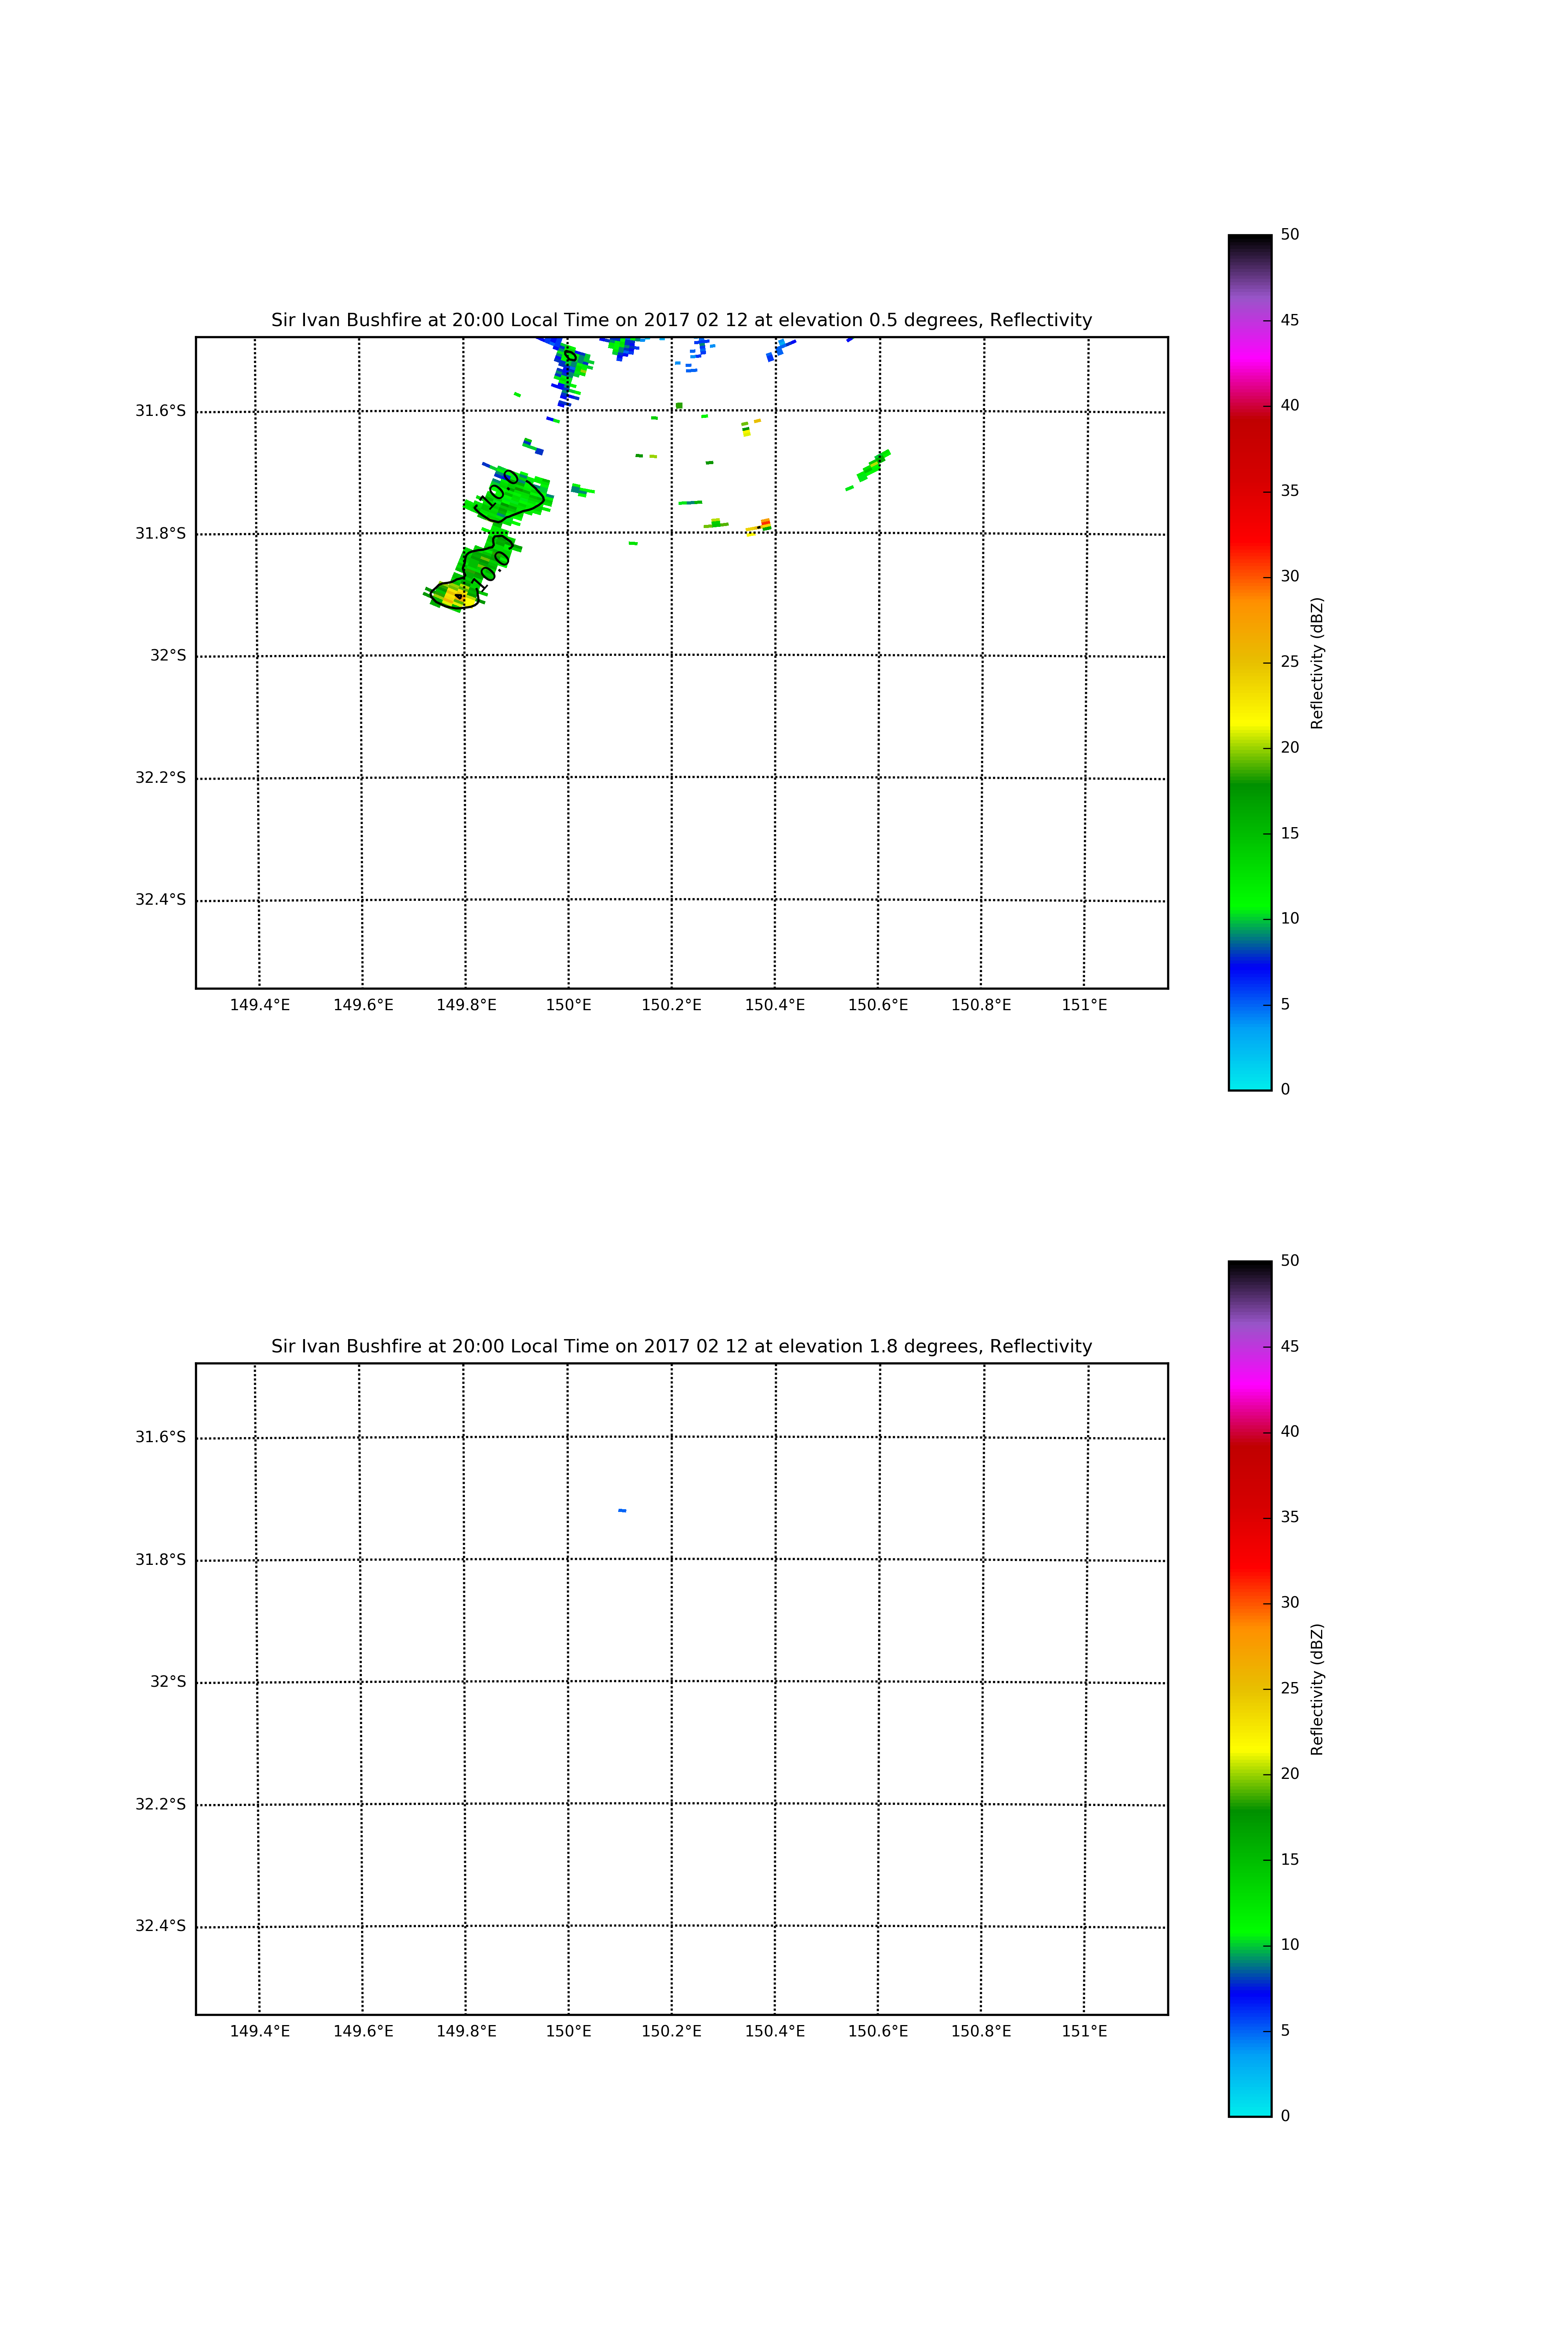 Sir Ivan Bushfire at 20:00 Local Time on 2017 02 12 at elevation 0.5 degrees, Reflectivity
50
45
40
35
30
25
20
15
10
5
0
Reflectivity (dBZ)
31.6°S
31.8°S
32°S
32.2°S
32.4°S
0
10.0
10.0
149.4°E 149.6°E 149.8°E 150°E 150.2°E 150.4°E 150.6°E 150.8°E 151°E
Sir Ivan Bushfire at 20:00 Local Time on 2017 02 12 at elevation 1.8 degrees, Reflectivity
50
45
40
35
30
25
20
15
10
5
0
Reflectivity (dBZ)
31.6°S
31.8°S
32°S
32.2°S
32.4°S
149.4°E 149.6°E 149.8°E 150°E 150.2°E 150.4°E 150.6°E 150.8°E 151°E